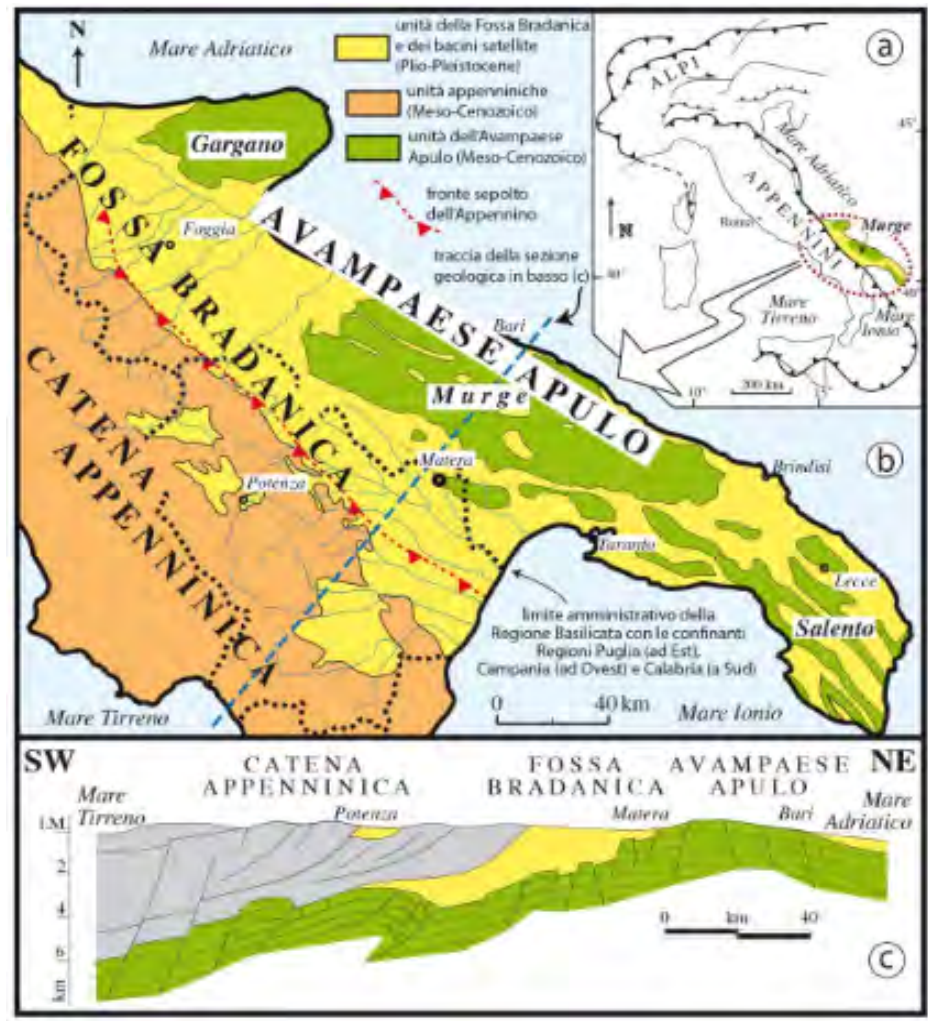 N
Mare Adriatico
unità della Fossa Bradanica
e dei bacini satellite
(Plio-Pleistocene)
unità appenniniche
(Meso-Cenozoico)
unità dell'Avampaese
Apulo (Meso-Cenozoico)
fronte sepolto
dell'Appennino
traccia della sezione
geologica in basso (c)
a
ALPI
45°
Mare Adriatico
APPENNINI
Roma
N
Murge
40°
40°
Mare
Tirreno
Mare
Ionio
10°
15°
200 km
Gargano
FOSSA BRADANICA
Foggia
AVAMPAESE APULO
Bari
Murge
CATENA
APPENNINICA
Matera
Potenza
Brindisi
b
Taranto
Lecce
Salento
limite amministrativo della
Regione Basilicata con le confinanti
Regioni Puglia (ad Est),
Campania (ad Ovest) e Calabria (a Sud)
0 40 km
Mare Tirreno
Mare Ionio
SW
CATENA
APPENNINICA
FOSSA
BRADANICA
AVAMPAESE
APULO
NE
Mare
Tirreno
Potenza
Matera
Bari
Mare
Adriatico
2
4
6
km
0 km 40
c